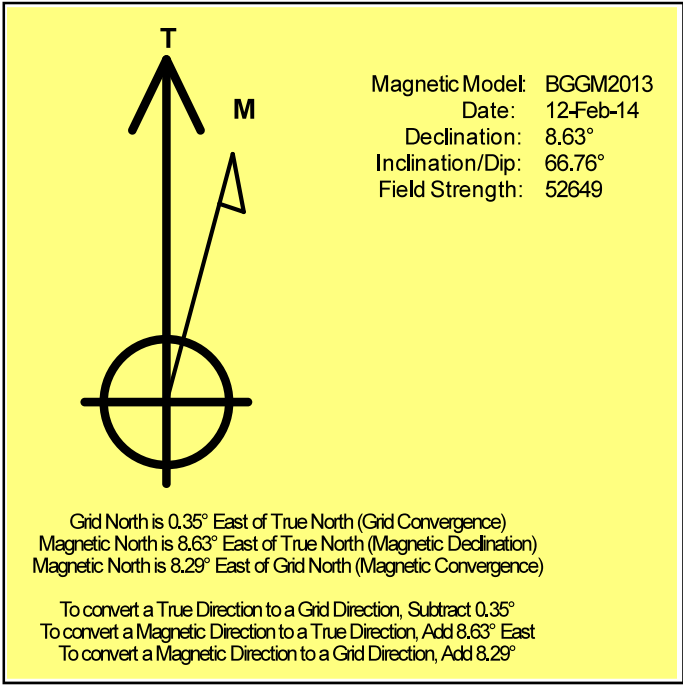 T
M
Magnetic Model: BGGM2013
Date: 12-Feb-14
Declination: 8.63°
Inclination/Dip: 66.76°
Field Strength: 52649
Grid North is 0.35° East of True North (Grid Convergence)
Magnetic North is 8.63° East of True North (Magnetic Declination)
Magnetic North is 8.29° East of Grid North (Magnetic Convergence)
To convert a True Direction to a Grid Direction, Subtract 0.35°
To convert a Magnetic Direction to a True Direction, Add 8.63° East
To convert a Magnetic Direction to a Grid Direction, Add 8.29°